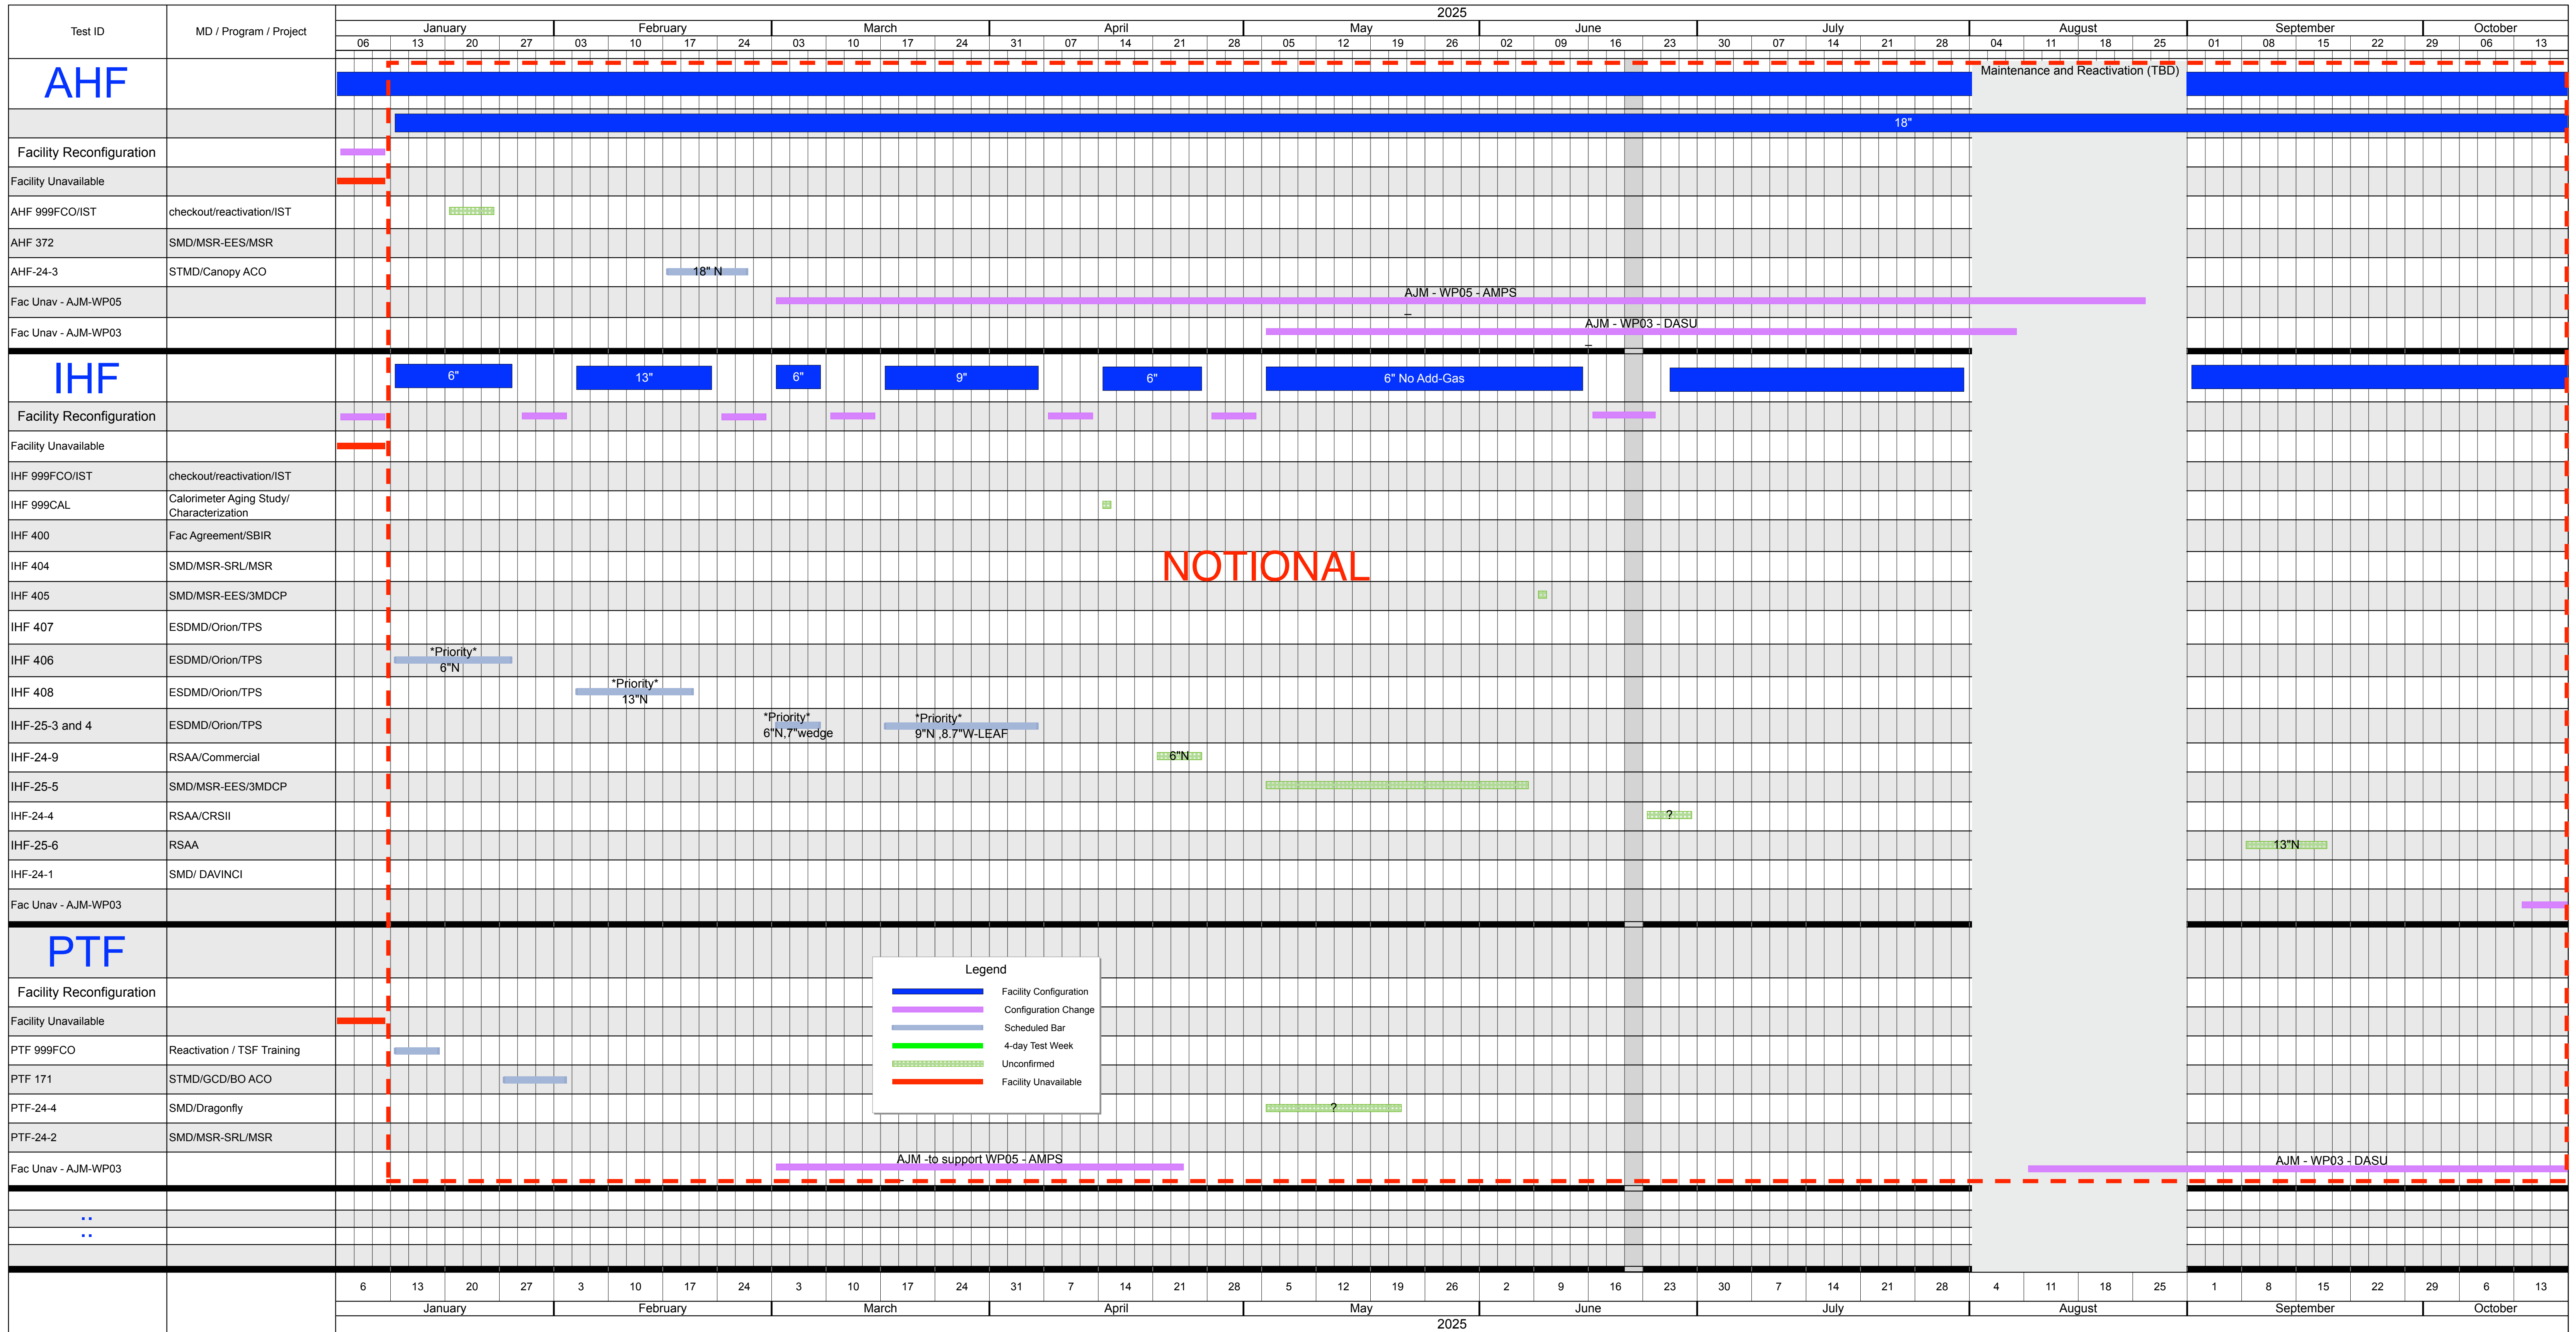 2025
Test ID MD / Program / Project January February March April May June July August September October
06 13 20 27 03 10 17 24 03 10 17 24 31 07 14 21 28 05 12 19 26 02 09 16 23 30 07 14 21 28 04 11 18 25 01 08 15 22 29 06 13
AHF Maintenance and Reactivation (TBD)
18"
Facility Reconfiguration
Facility Unavailable
AHF 999FCO/IST checkout/reactivation/IST
AHF 372 SMD/MSR-EES/MSR
AHF-24-3 STMD/Canopy ACO 18" N
Fac Unav - AJM-WP05 AJM - WP05 - AMPS
Fac Unav - AJM-WP03 AJM - WP03 - DASU
IHF 6" 13" 6" 9" 6" 6" No Add-Gas
Facility Reconfiguration
Facility Unavailable
IHF 999FCO/IST checkout/reactivation/IST
IHF 999CAL Calorimeter Aging Study/
Characterization
IHF 400 Fac Agreement/SBIR
NOTIONAL
IHF 404 SMD/MSR-SRL/MSR
IHF 405 SMD/MSR-EES/3MDCP
IHF 407 ESDMD/Orion/TPS
IHF 406 ESDMD/Orion/TPS *Priority*
6"N
IHF 408 ESDMD/Orion/TPS *Priority*
13"N
IHF-25-3 and 4 ESDMD/Orion/TPS *Priority* *Priority*
6"N,7"wedge 9"N ,8.7"W-LEAF
IHF-24-9 RSAA/Commercial 6"N
IHF-25-5 SMD/MSR-EES/3MDCP
IHF-24-4 RSAA/CRSII ?
IHF-25-6 RSAA 13"N
IHF-24-1 SMD/ DAVINCI
Fac Unav - AJM-WP03
PTF
Facility Reconfiguration
Facility Unavailable
PTF 999FCO Reactivation / TSF Training
PTF 171 STMD/GCD/BO ACO
PTF-24-4 SMD/Dragonfly ?
PTF-24-2 SMD/MSR-SRL/MSR
Fac Unav - AJM-WP03 AJM -to support WP05 - AMPS AJM - WP03 - DASU
Legend
Facility Configuration
Configuration Change
Scheduled Bar
4-day Test Week
Unconfirmed
Facility Unavailable
::
::
6 13 20 27 3 10 17 24 3 10 17 24 31 7 14 21 28 5 12 19 26 2 9 16 23 30 7 14 21 28 4 11 18 25 1 8 15 22 29 6 13
January February March April May June July August September October
2025